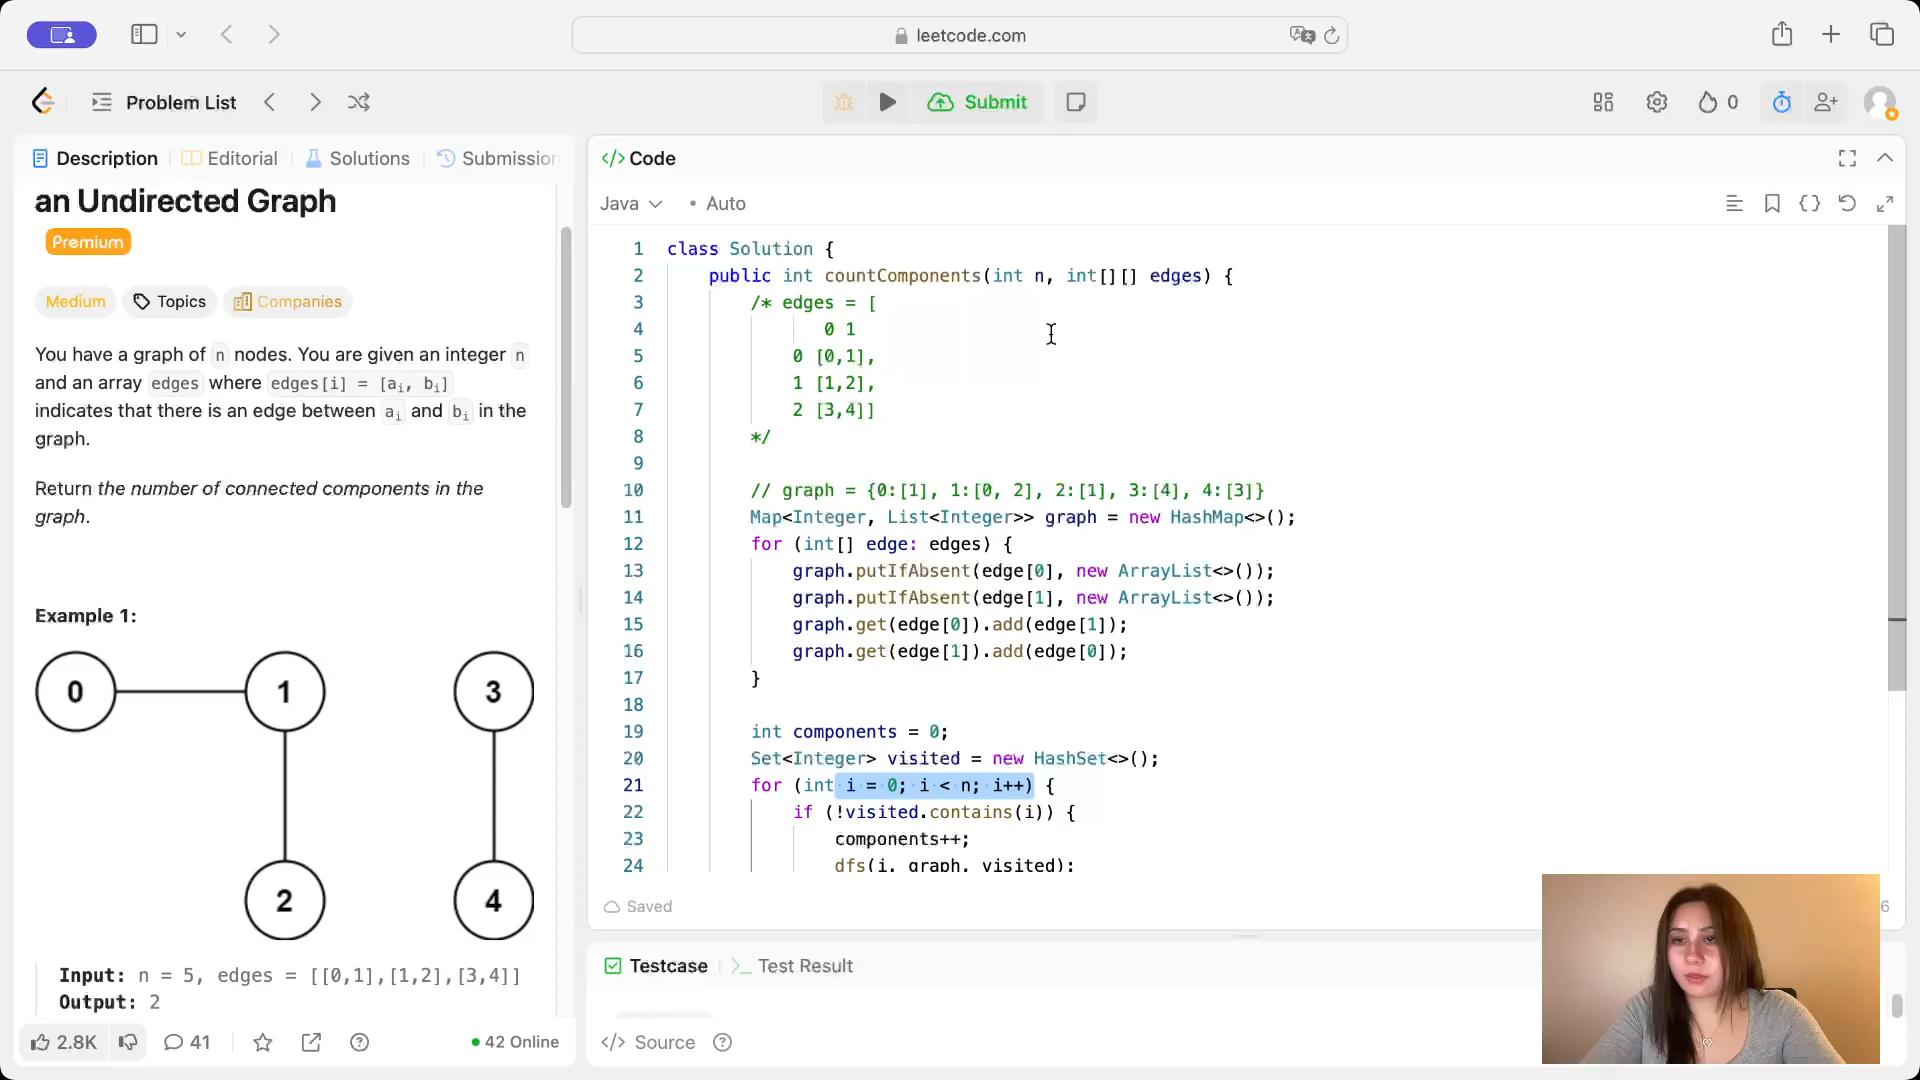 leetcode.com
Problem List
Submit
0
Description
Editorial
Solutions
Submission
an Undirected Graph
Premium
Medium
Topics
Companies
You have a graph of n nodes. You are given an integer n
and an array edges where edges[i] = [ai, bi]
indicates that there is an edge between ai and bi in the
graph.
Return the number of connected components in the
graph.
Example 1:
0
1
3
2
4
Input: n = 5, edges = [[0,1],[1,2],[3,4]]
Output: 2
2.8K
41
42 Online
</> Code
Java
• Auto
1 class Solution {
2 public int countComponents(int n, int[][] edges) {
3 /* edges = [
4 0 1
5 0 [0,1],
6 1 [1,2],
7 2 [3,4]]
8 */
9
10 // graph = {0:[1], 1:[0, 2], 2:[1], 3:[4], 4:[3]}
11 Map<Integer, List<Integer>> graph = new HashMap<>();
12 for (int[] edge: edges) {
13 graph.putIfAbsent(edge[0], new ArrayList<>());
14 graph.putIfAbsent(edge[1], new ArrayList<>());
15 graph.get(edge[0]).add(edge[1]);
16 graph.get(edge[1]).add(edge[0]);
17 }
18
19 int components = 0;
20 Set<Integer> visited = new HashSet<>();
21 for (int i = 0; i < n; i++) {
22 if (!visited.contains(i)) {
23 components++;
24 dfs(i, graph, visited);
Saved
6
Testcase
>_ Test Result
</> Source